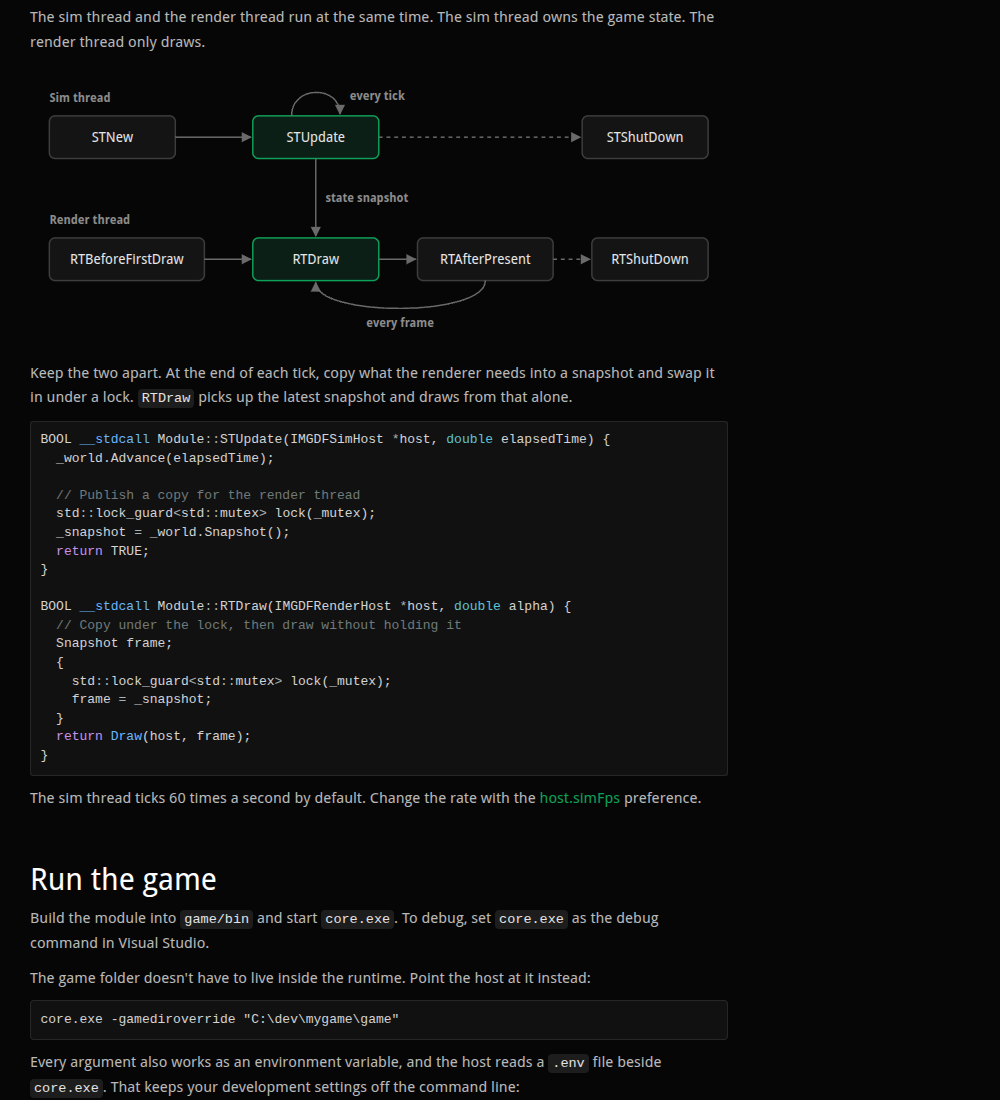 The sim thread and the render thread run at the same time. The sim thread owns the game state. The
render thread only draws.
every tick
Sim thread
STNew
STUpdate
STShutDown
state snapshot
Render thread
RTBeforeFirstDraw
RTDraw
RTAfterPresent
RTShutDown
every frame
Keep the two apart. At the end of each tick, copy what the renderer needs into a snapshot and swap it
in under a lock. RTDraw picks up the latest snapshot and draws from that alone.
BOOL __stdcall Module::STUpdate(IMGDFSimHost *host, double elapsedTime) {
  _world.Advance(elapsedTime);

  // Publish a copy for the render thread
  std::lock_guard<std::mutex> lock(_mutex);
  _snapshot = _world.Snapshot();
  return TRUE;
}

BOOL __stdcall Module::RTDraw(IMGDFRenderHost *host, double alpha) {
  // Copy under the lock, then draw without holding it
  Snapshot frame;
  {
    std::lock_guard<std::mutex> lock(_mutex);
    frame = _snapshot;
  }
  return Draw(host, frame);
}
The sim thread ticks 60 times a second by default. Change the rate with the host.simFps preference.
Run the game
Build the module into game/bin and start core.exe. To debug, set core.exe as the debug
command in Visual Studio.
The game folder doesn't have to live inside the runtime. Point the host at it instead:
core.exe -gamediroverride "C:\dev\mygame\game"
Every argument also works as an environment variable, and the host reads a .env file beside
core.exe. That keeps your development settings off the command line: